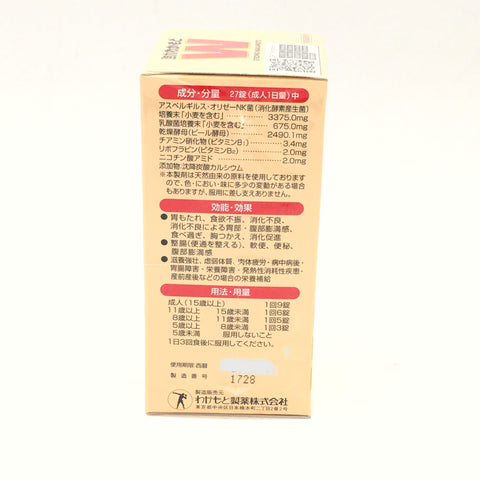 W
成分・分量 27錠(成人1日量)中
アスペルギルス・オリゼーNK菌(消化酵素産生菌)
培養末「小麦を含む」 3375.0mg
乳酸菌培養末「小麦を含む」 675.0mg
乾燥酵母(ビール酵母) 2490.1mg
チアミン硝化物(ビタミンB₁) 3.4mg
リボフラビン(ビタミンB₂) 2.0mg
ニコチン酸アミド 2.0mg
添加物:沈降炭酸カルシウム
※本製剤は天然由来の原料を使用しております
ので、色・におい・味に多少の変動がある場合
もありますが、服用に差し支えありません。
効能・効果
●胃もたれ、食欲不振、消化不良、
消化不良による胃部・腹部膨満感、
食べ過ぎ、胸つかえ、消化促進
●整腸(便通を整える)、軟便、便秘、
腹部膨満感
●滋養強壮、虚弱体質、肉体疲労・病中病後・
胃腸障害・栄養障害・発熱性消耗性疾患・
産前産後などの場合の栄養補給
用法・用量
成人(15歳以上) 1回9錠
11歳以上 15歳未満 1回6錠
8歳以上 11歳未満 1回5錠
5歳以上 8歳未満 1回3錠
5歳未満 服用しないこと
1日3回食後に服用してください。
使用期限 西暦
製造番号 1728
製造販売元
わかもと製薬株式会社
東京都中央区日本橋本町二丁目2番2号